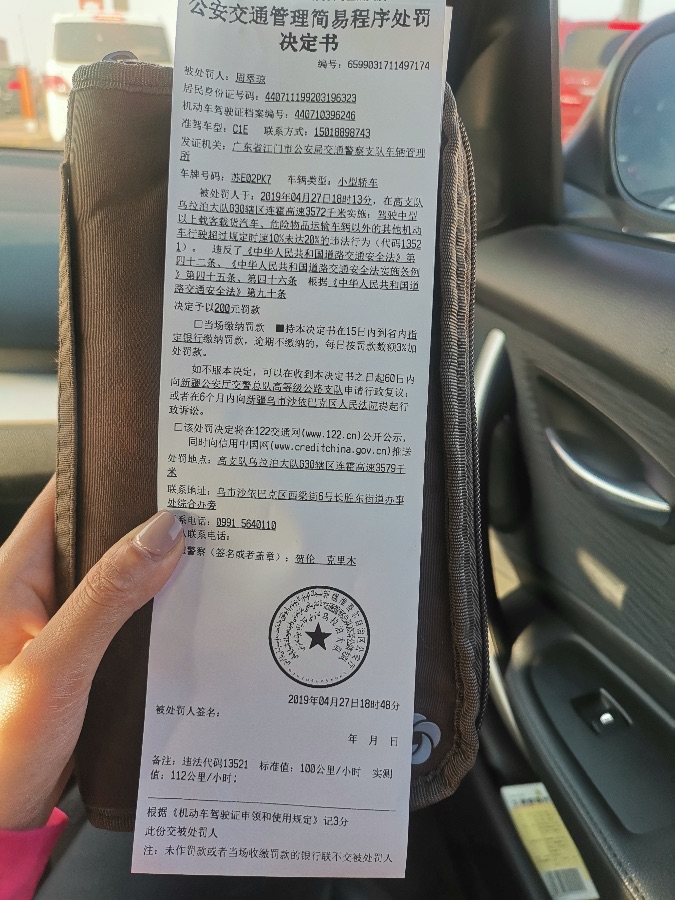 公安交通管理简易程序处罚
决定书
编号：6599031711497174
被处罚人：周翠琼
居民身份证号码：440711199203196323
机动车驾驶证档案编号：440710396246
准驾车型：C1E 联系方式：15018898743
发证机关：广东省江门市公安局交通警察支队车辆管理
所
车牌号码：苏E02PK7 车辆类型：小型轿车
被处罚人于：2019年04月27日18时13分，在高支队
乌拉泊大队G30辖区连霍高速3572千米实施：驾驶中型
以上载客载货汽车、危险物品运输车辆以外的其他机动
车行驶超过规定时速10%未达20%的违法行为（代码1352
1）。 违反了《中华人民共和国道路交通安全法》第
四十二条、《中华人民共和国道路交通安全法实施条例
》第四十五条、第四十六条 根据《中华人民共和国道
路交通安全法》第九十条
决定予以200元罚款
□当场缴纳罚款 ■持本决定书在15日内到省内指
定银行缴纳罚款，逾期不缴纳的，每日按罚款数额3%加
处罚款。
如不服本决定，可以在收到本决定书之日起60日内
向新疆公安厅交警总队高等级公路支队申请行政复议；
或者在6个月内向新疆乌市沙依巴克区人民法院提起行
政诉讼。
□该处罚决定将在122交通网(www.122.cn)公开公示，
同时向信用中国网(www.creditchina.gov.cn)推送
处罚地点：高支队乌拉泊大队G30辖区连霍高速3579千
米
联系地址：乌市沙依巴克区西梁街6号长胜东街道办事
处综合办旁
系电话：0991 5640110
人联系电话：
警察（签名或者盖章）：贺伦 克里木
2019年04月27日18时48分
被处罚人签名：
年 月 日
备注：违法代码13521 标准值：100公里/小时 实测
值：112公里/小时；
根据《机动车驾驶证申领和使用规定》记3分
此份交被处罚人
注：未作罚款或者当场收缴罚款的银行联不交被处罚人